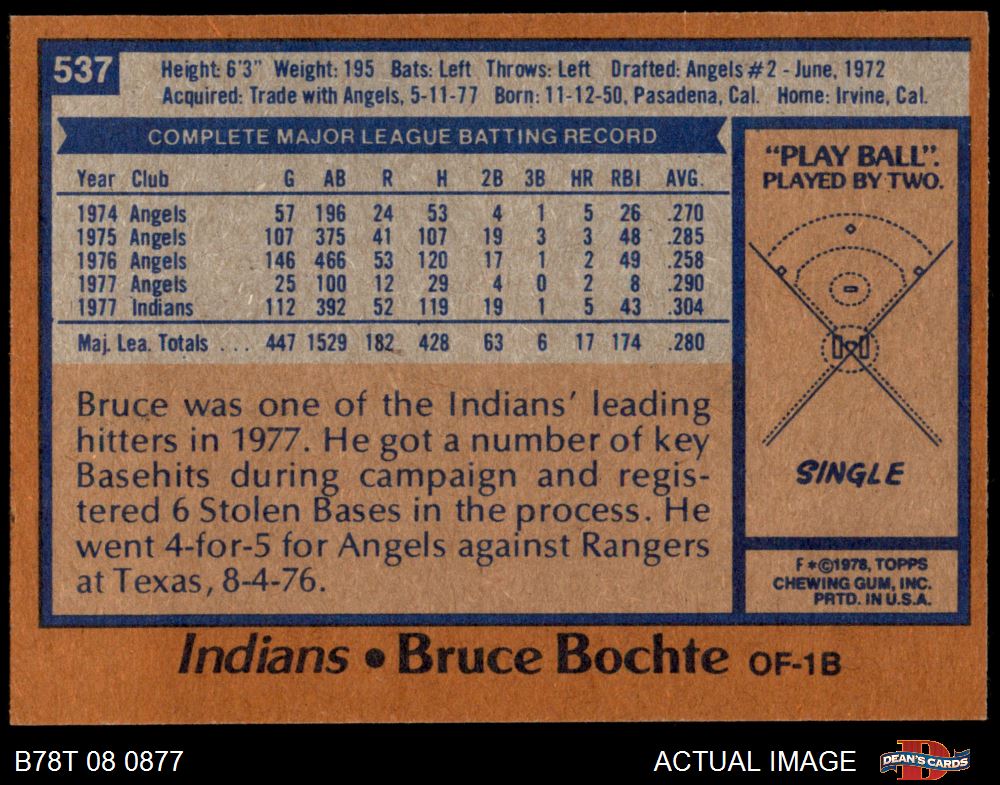 537
Height: 6'3" Weight: 195 Bats: Left Throws: Left Drafted: Angels #2 - June, 1972
Acquired: Trade with Angels, 5-11-77 Born: 11-12-50, Pasadena, Cal. Home: Irvine, Cal.
COMPLETE MAJOR LEAGUE BATTING RECORD
Year Club G AB R H 2B 3B HR RBI AVG.
1974 Angels 57 196 24 53 4 1 5 26 .270
1975 Angels 107 375 41 107 19 3 3 48 .285
1976 Angels 146 466 53 120 17 1 2 49 .258
1977 Angels 25 100 12 29 4 0 2 8 .290
1977 Indians 112 392 52 119 19 1 5 43 .304
Maj. Lea. Totals . . . 447 1529 182 428 63 6 17 174 .280
Bruce was one of the Indians' leading
hitters in 1977. He got a number of key
Basehits during campaign and regis-
tered 6 Stolen Bases in the process. He
went 4-for-5 for Angels against Rangers
at Texas, 8-4-76.
"PLAY BALL".
PLAYED BY TWO.
SINGLE
F*©1978, TOPPS
CHEWING GUM, INC.
PRTD. IN U.S.A.
Indians • Bruce Bochte OF-1B
B78T 08 0877
ACTUAL IMAGE
D
DEAN'S CARDS